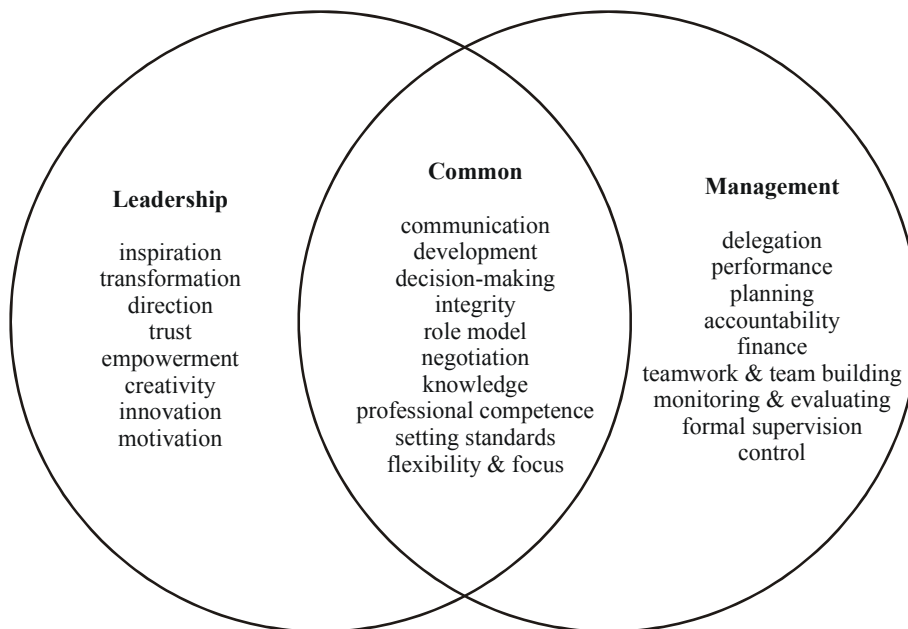 Leadership
inspiration
transformation
direction
trust
empowerment
creativity
innovation
motivation
Common
communication
development
decision-making
integrity
role model
negotiation
knowledge
professional competence
setting standards
flexibility & focus
Management
delegation
performance
planning
accountability
finance
teamwork & team building
monitoring & evaluating
formal supervision
control